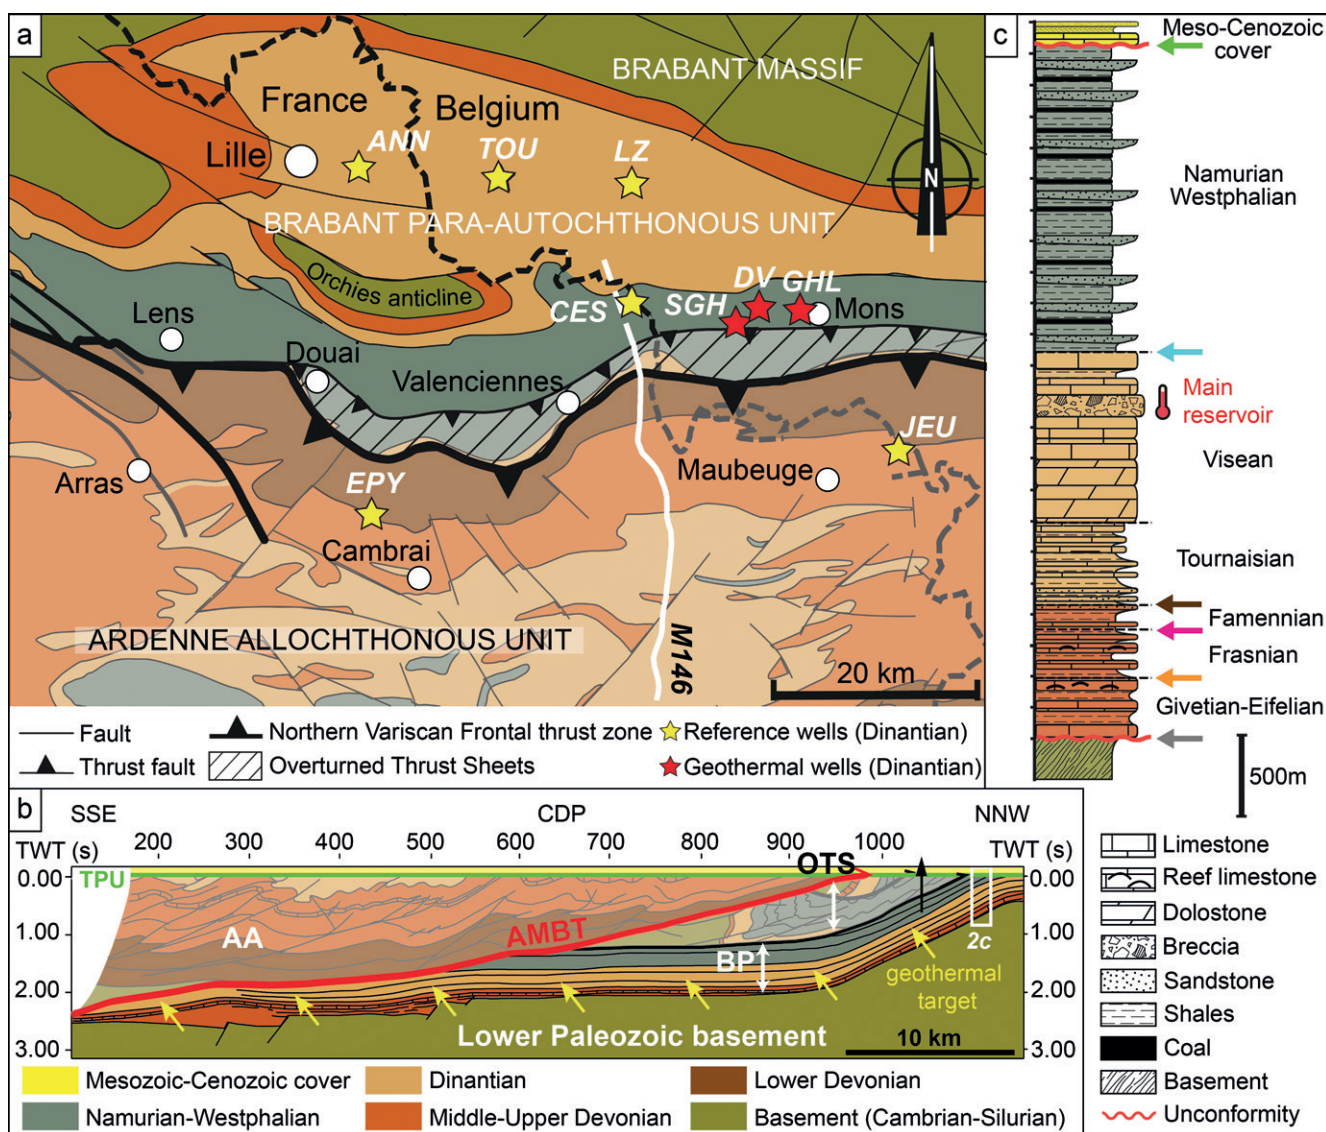 a
BRABANT MASSIF
France
Belgium
Lille
ANN
TOU
LZ
N
BRABANT PARA-AUTOCHTHONOUS UNIT
Orchies anticline
DV
GHL
CES
SGH
Mons
Lens
Douai
Valenciennes
JEU
Arras
EPY
Maubeuge
Cambrai
ARDENNE ALLOCHTHONOUS UNIT
M146
20 km
Fault
Northern Variscan Frontal thrust zone
Reference wells (Dinantian)
Thrust fault
Overturned Thrust Sheets
Geothermal wells (Dinantian)
c
Meso-Cenozoic
cover
Namurian
Westphalian
Main
reservoir
Visean
Tournaisian
Famennian
Frasnian
Givetian-Eifelian
500m
Limestone
Reef limestone
Dolostone
Breccia
Sandstone
Shales
Coal
Basement
Unconformity
b
SSE
CDP
NNW
TWT (s)
200
300
400
500
600
700
800
900
1000
TWT (s)
OTS
0.00
TPU
0.00
AA
AMBT
1.00
1.00
2c
BP
geothermal
target
2.00
2.00
Lower Paleozoic basement
10 km
3.00
3.00
Mesozoic-Cenozoic cover
Dinantian
Lower Devonian
Namurian-Westphalian
Middle-Upper Devonian
Basement (Cambrian-Silurian)